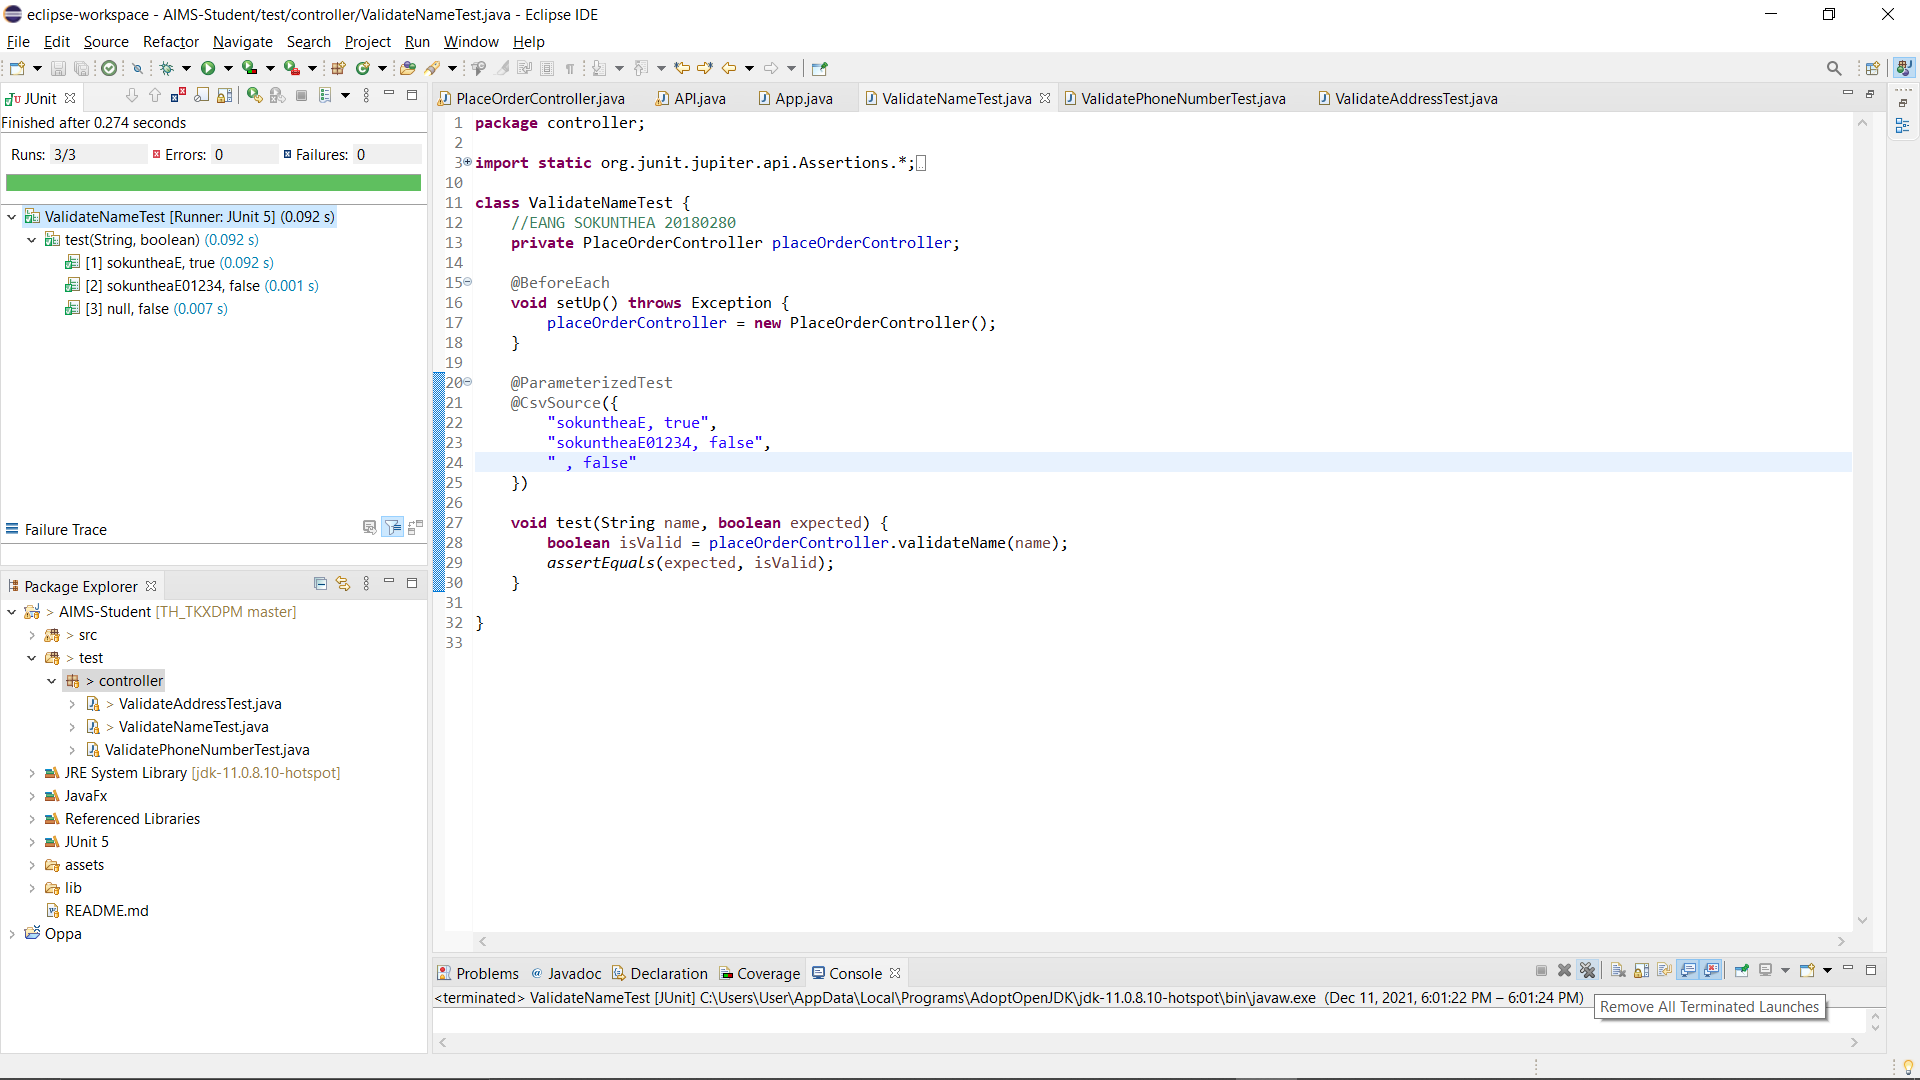 eclipse-workspace - AIMS-Student/test/controller/ValidateNameTest.java - Eclipse IDE
File Edit Source Refactor Navigate Search Project Run Window Help
JUnit
Finished after 0.274 seconds
Runs: 3/3 Errors: 0 Failures: 0
ValidateNameTest [Runner: JUnit 5] (0.092 s)
test(String, boolean) (0.092 s)
[1] sokuntheaE, true (0.092 s)
[2] sokuntheaE01234, false (0.001 s)
[3] null, false (0.007 s)
Failure Trace
Package Explorer
> AIMS-Student [TH_TKXDPM master]
> src
> test
> controller
> ValidateAddressTest.java
> ValidateNameTest.java
ValidatePhoneNumberTest.java
JRE System Library [jdk-11.0.8.10-hotspot]
JavaFx
Referenced Libraries
JUnit 5
assets
lib
README.md
Oppa
PlaceOrderController.java API.java App.java ValidateNameTest.java ValidatePhoneNumberTest.java ValidateAddressTest.java
1 package controller;
2
3 import static org.junit.jupiter.api.Assertions.*;
10
11 class ValidateNameTest {
12 //EANG SOKUNTHEA 20180280
13 private PlaceOrderController placeOrderController;
14
15 @BeforeEach
16 void setUp() throws Exception {
17 placeOrderController = new PlaceOrderController();
18 }
19
20 @ParameterizedTest
21 @CsvSource({
22 "sokuntheaE, true",
23 "sokuntheaE01234, false",
24 " , false"
25 })
26
27 void test(String name, boolean expected) {
28 boolean isValid = placeOrderController.validateName(name);
29 assertEquals(expected, isValid);
30 }
31
32 }
33
Problems @ Javadoc Declaration Coverage Console
<terminated> ValidateNameTest [JUnit] C:\Users\User\AppData\Local\Programs\AdoptOpenJDK\jdk-11.0.8.10-hotspot\bin\javaw.exe (Dec 11, 2021, 6:01:22 PM – 6:01:24 PM)
Remove All Terminated Launches